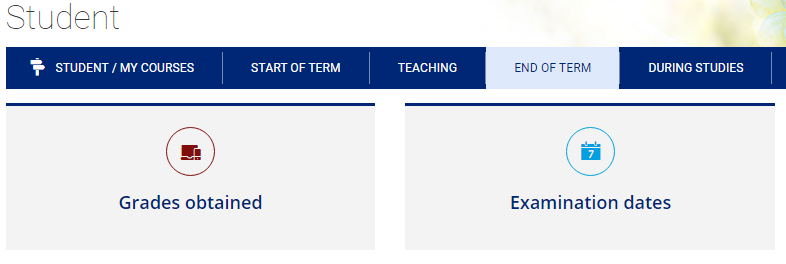 Student
STUDENT / MY COURSES START OF TERM TEACHING END OF TERM DURING STUDIES
7
Grades obtained Examination dates